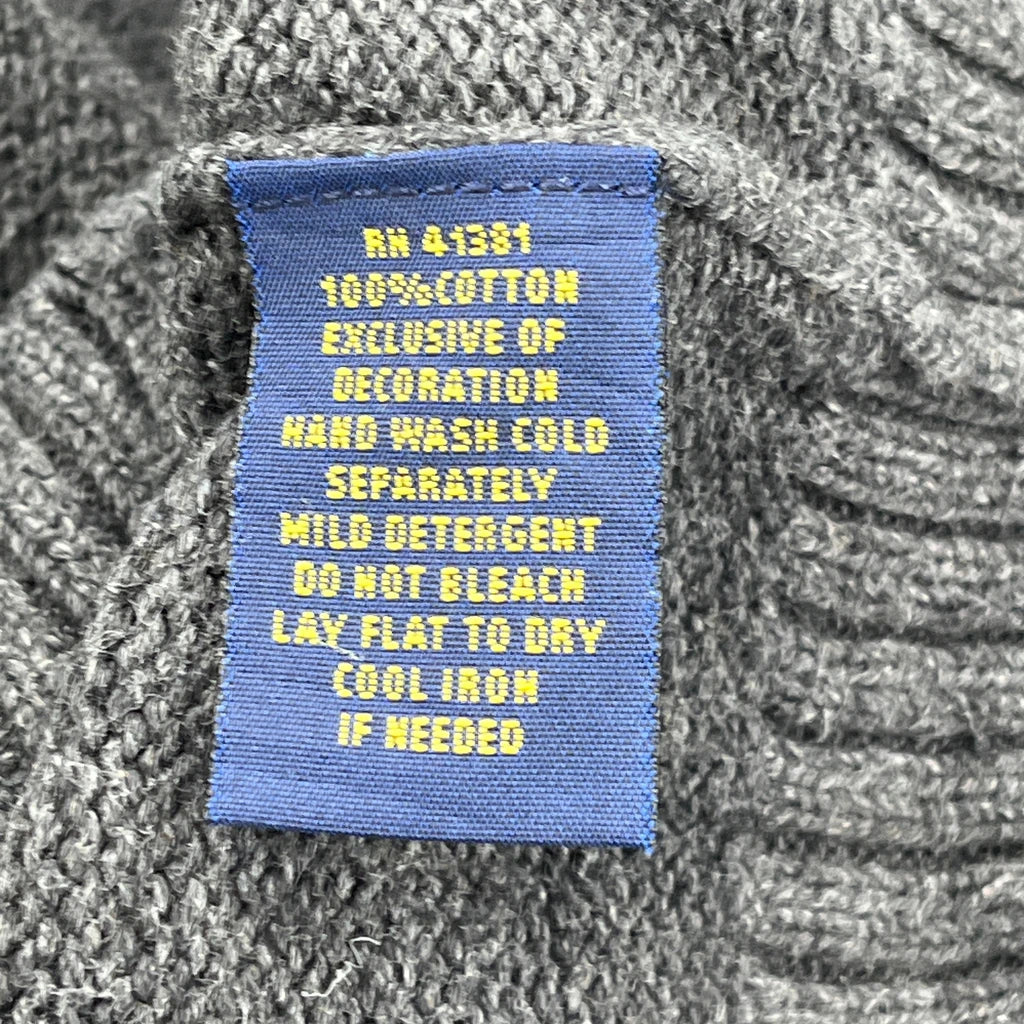 RN 41381
100%COTTON
EXCLUSIVE OF
DECORATION
HAND WASH COLD
SEPARATELY
MILD DETERGENT
DO NOT BLEACH
LAY FLAT TO DRY
COOL IRON
IF NEEDED